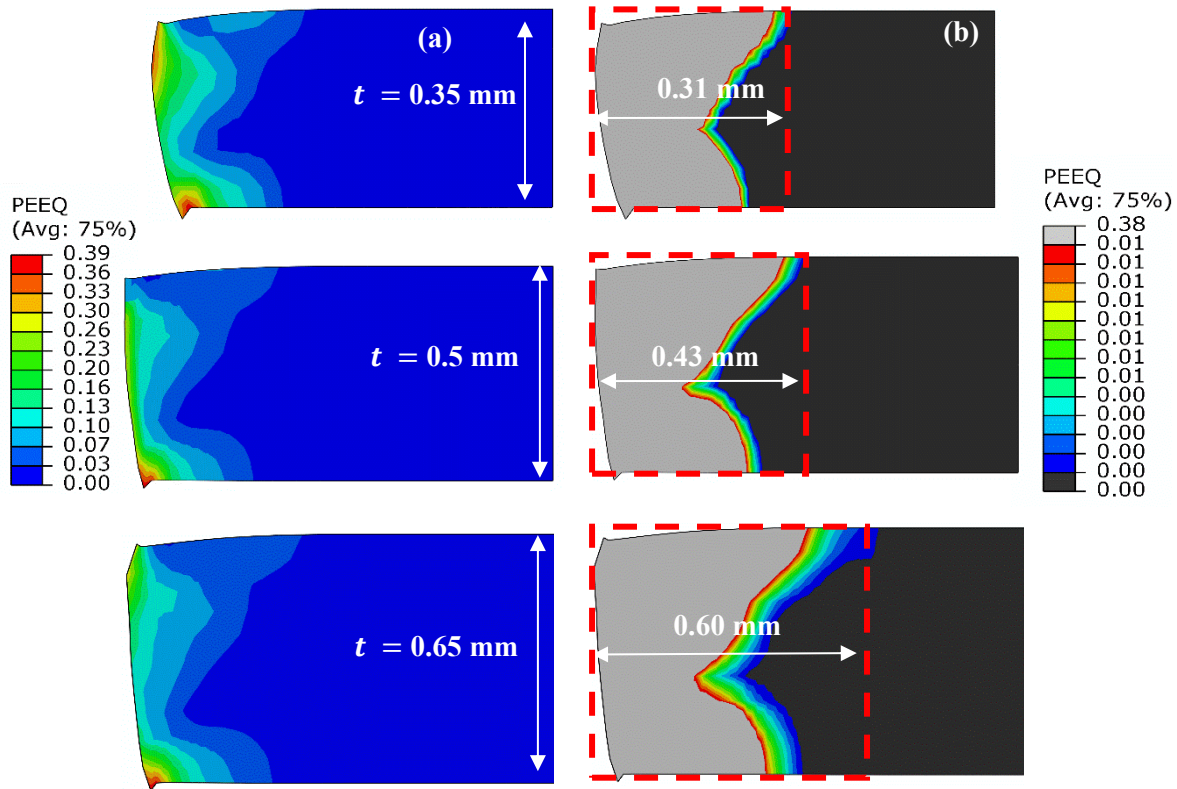 (a)
t = 0.35 mm
(b)
0.31 mm
PEEQ
(Avg: 75%)
0.39
0.36
0.33
0.30
0.26
0.23
0.20
0.16
0.13
0.10
0.07
0.03
0.00
t = 0.5 mm
0.43 mm
PEEQ
(Avg: 75%)
0.38
0.01
0.01
0.01
0.01
0.01
0.01
0.01
0.00
0.00
0.00
0.00
0.00
t = 0.65 mm
0.60 mm